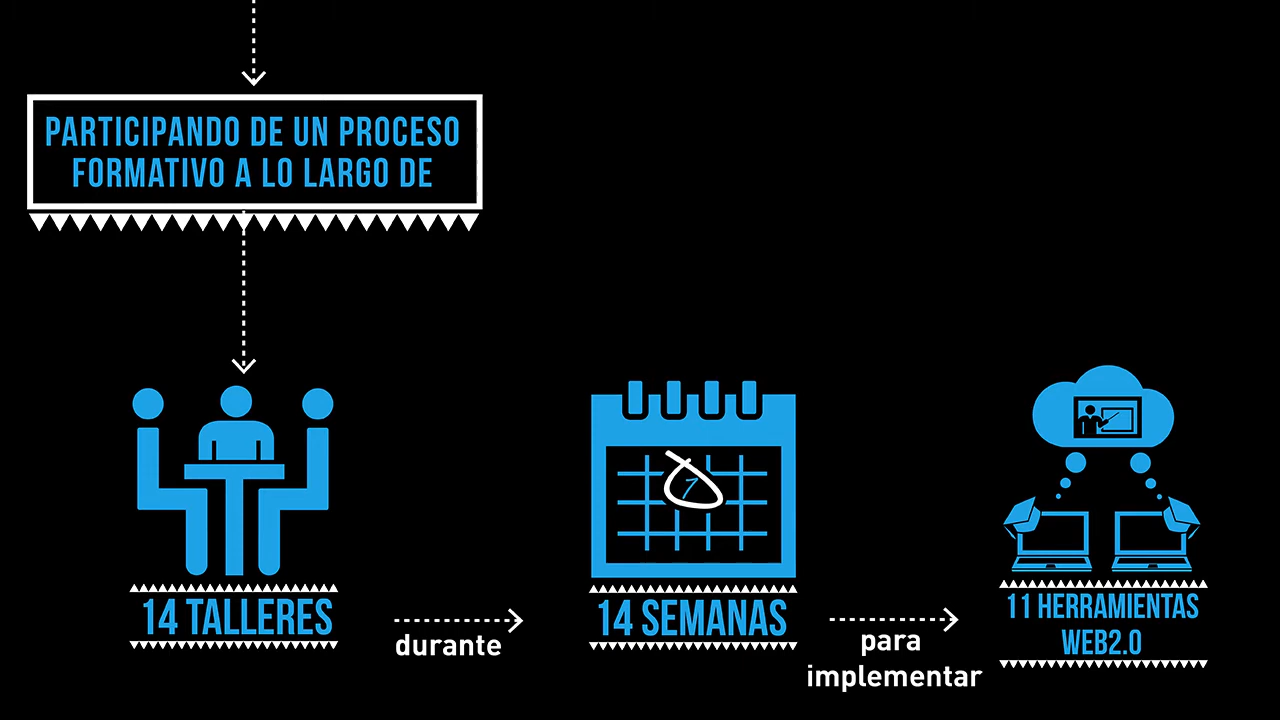 PARTICIPANDO DE UN PROCESO
FORMATIVO A LO LARGO DE
7
14 TALLERES
durante
14 SEMANAS
para
implementar
11 HERRAMIENTAS
WEB2.0